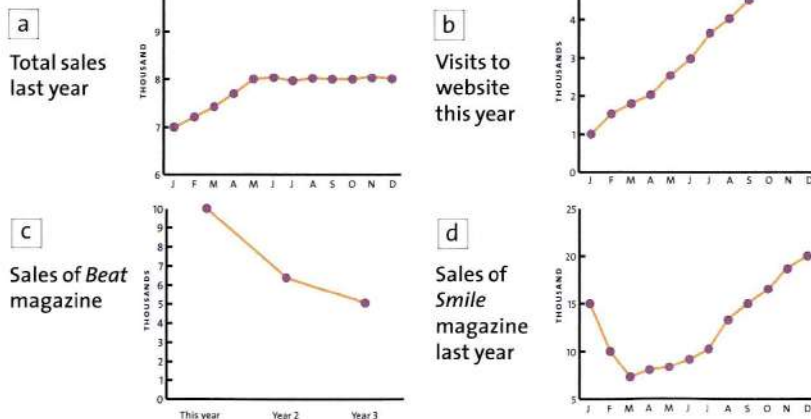 a
Total sales
last year
THOUSAND
9
8
7
6
J F M A M J J A S O N D
b
Visits to
website
this year
THOUSANDS
4
3
2
1
0
J F M A M J J A S O N D
c
Sales of Beat
magazine
THOUSANDS
10
9
8
7
6
5
4
3
2
1
0
This year Year 2 Year 3
d
Sales of
Smile
magazine
last year
THOUSAND
25
20
15
10
5
J F M A M J J A S O N D